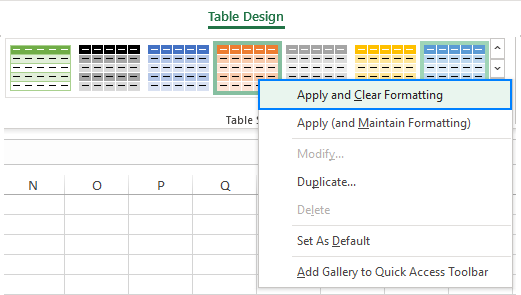 Table Design
Apply and Clear Formatting
Table S
Apply (and Maintain Formatting)
Modify...
N O P Q
Duplicate...
Delete
Set As Default
Add Gallery to Quick Access Toolbar